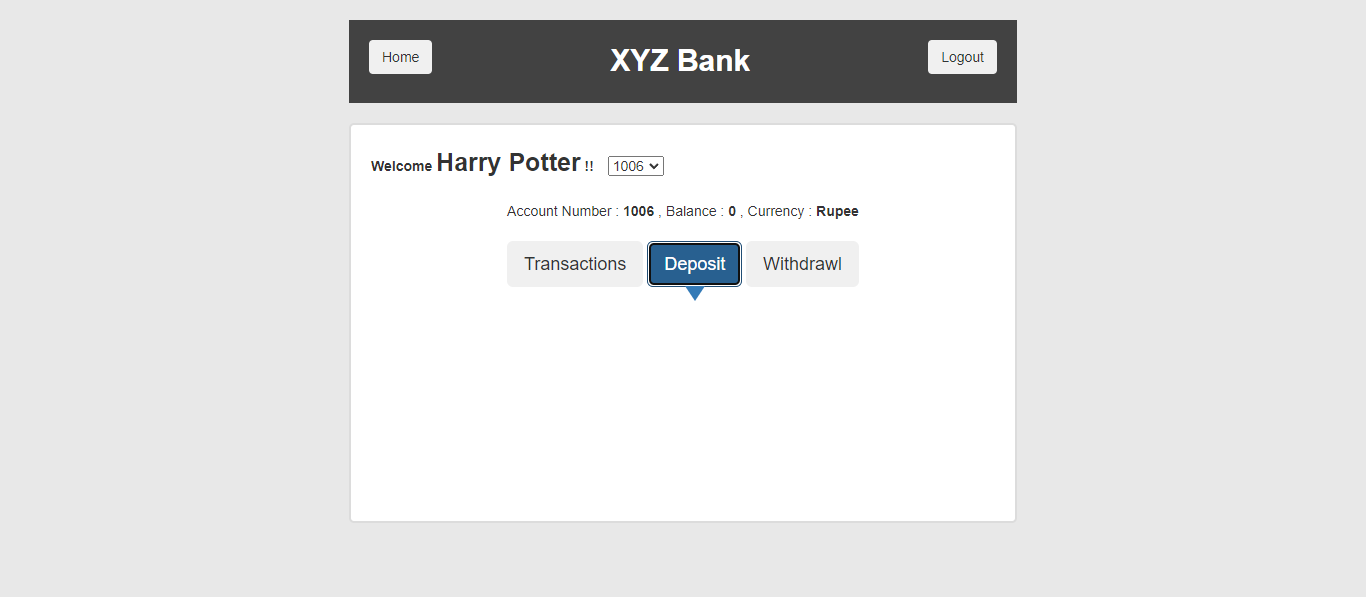 Home XYZ Bank Logout
Welcome Harry Potter !! 1006
Account Number : 1006 , Balance : 0 , Currency : Rupee
Transactions Deposit Withdrawl